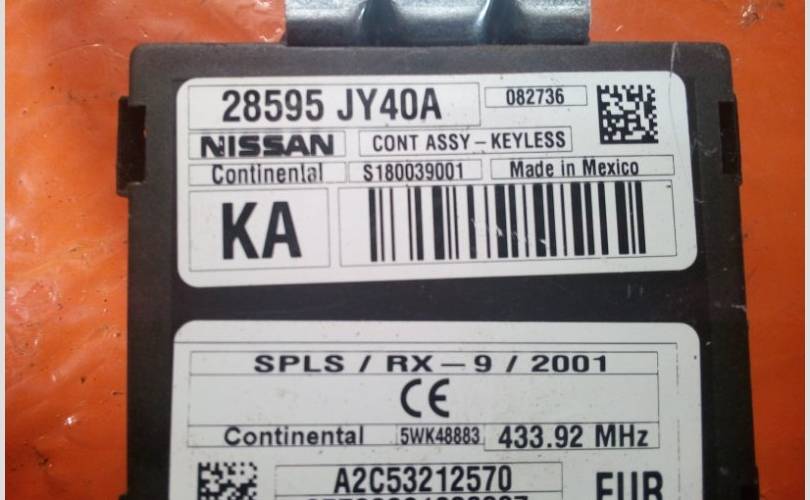 28595 JY40A 082736
NISSAN CONT ASSY – KEYLESS
Continental S180039001 Made in Mexico
KA
SPLS / RX – 9 / 2001
CE
Continental 5WK48883 433.92 MHz
A2C53212570
EUR